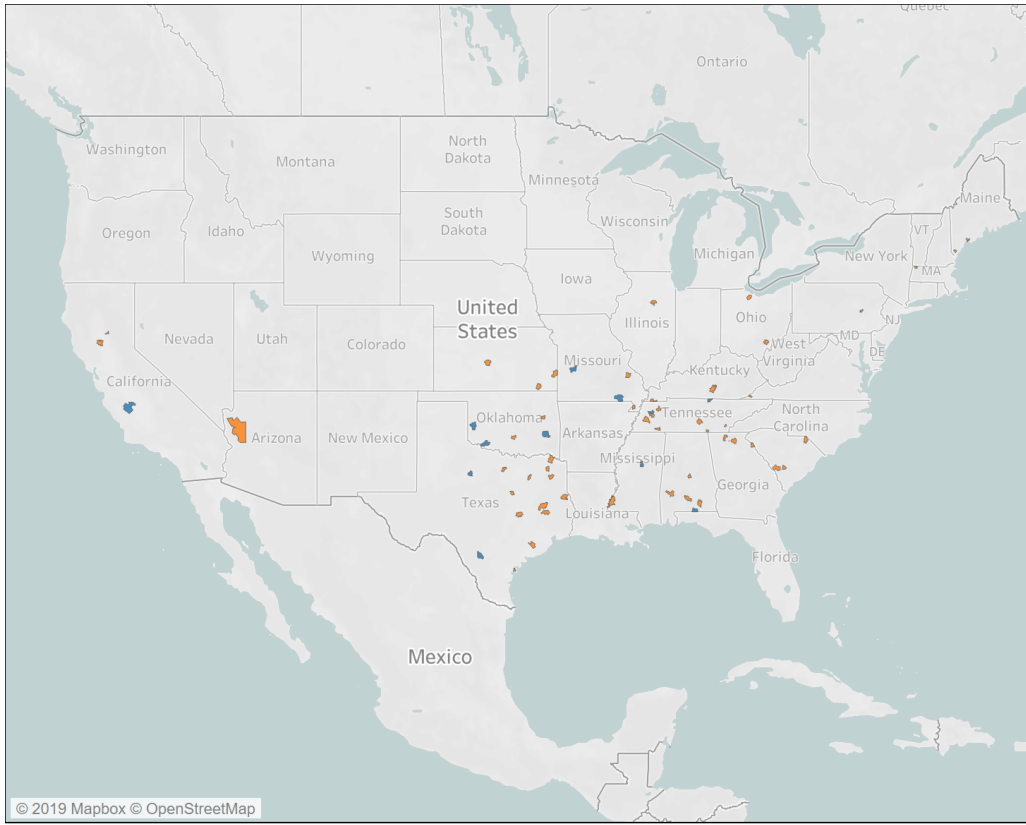 Quebec
Ontario
Washington
Montana
North
Dakota
Minnesota
Maine
Oregon
Idaho
South
Dakota
Wisconsin
Michigan
VT
New York
MA
Wyoming
Iowa
United
States
Nevada
Utah
Colorado
Illinois
Ohio
NJ
MD
DE
West
Virginia
California
Missouri
Kentucky
Arizona
New Mexico
Oklahoma
Arkansas
Tennessee
North
Carolina
Mississippi
Georgia
Texas
Louisiana
Florida
Mexico
© 2019 Mapbox © OpenStreetMap